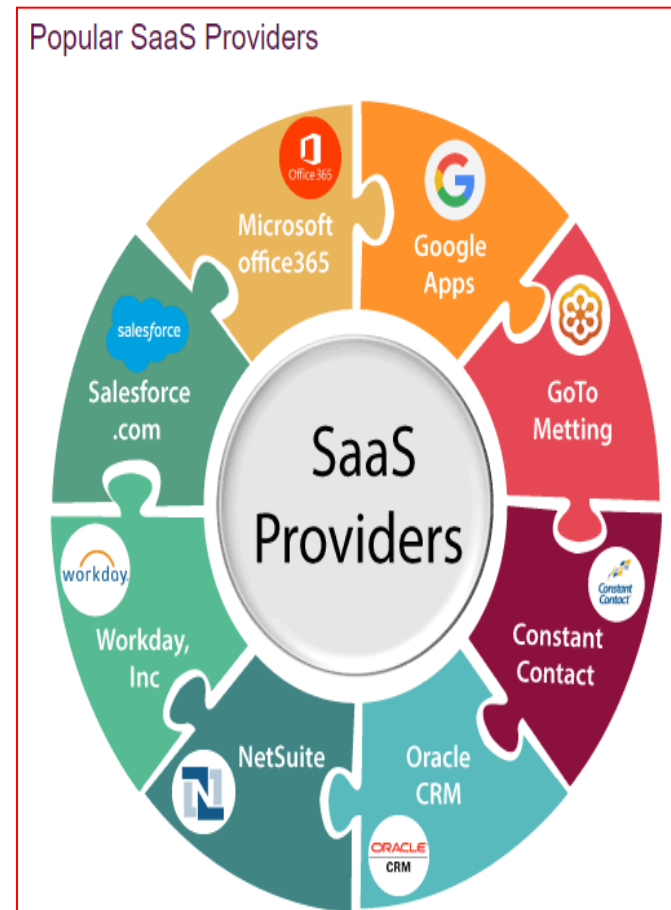 Popular SaaS Providers
Office 365
Microsoft
office365
Google
Apps
salesforce
Salesforce
.com
GoTo
Metting
SaaS
Providers
workday.
Workday,
Inc
Constant
Contact
Constant
Contact
NetSuite
N
Oracle
CRM
ORACLE
CRM